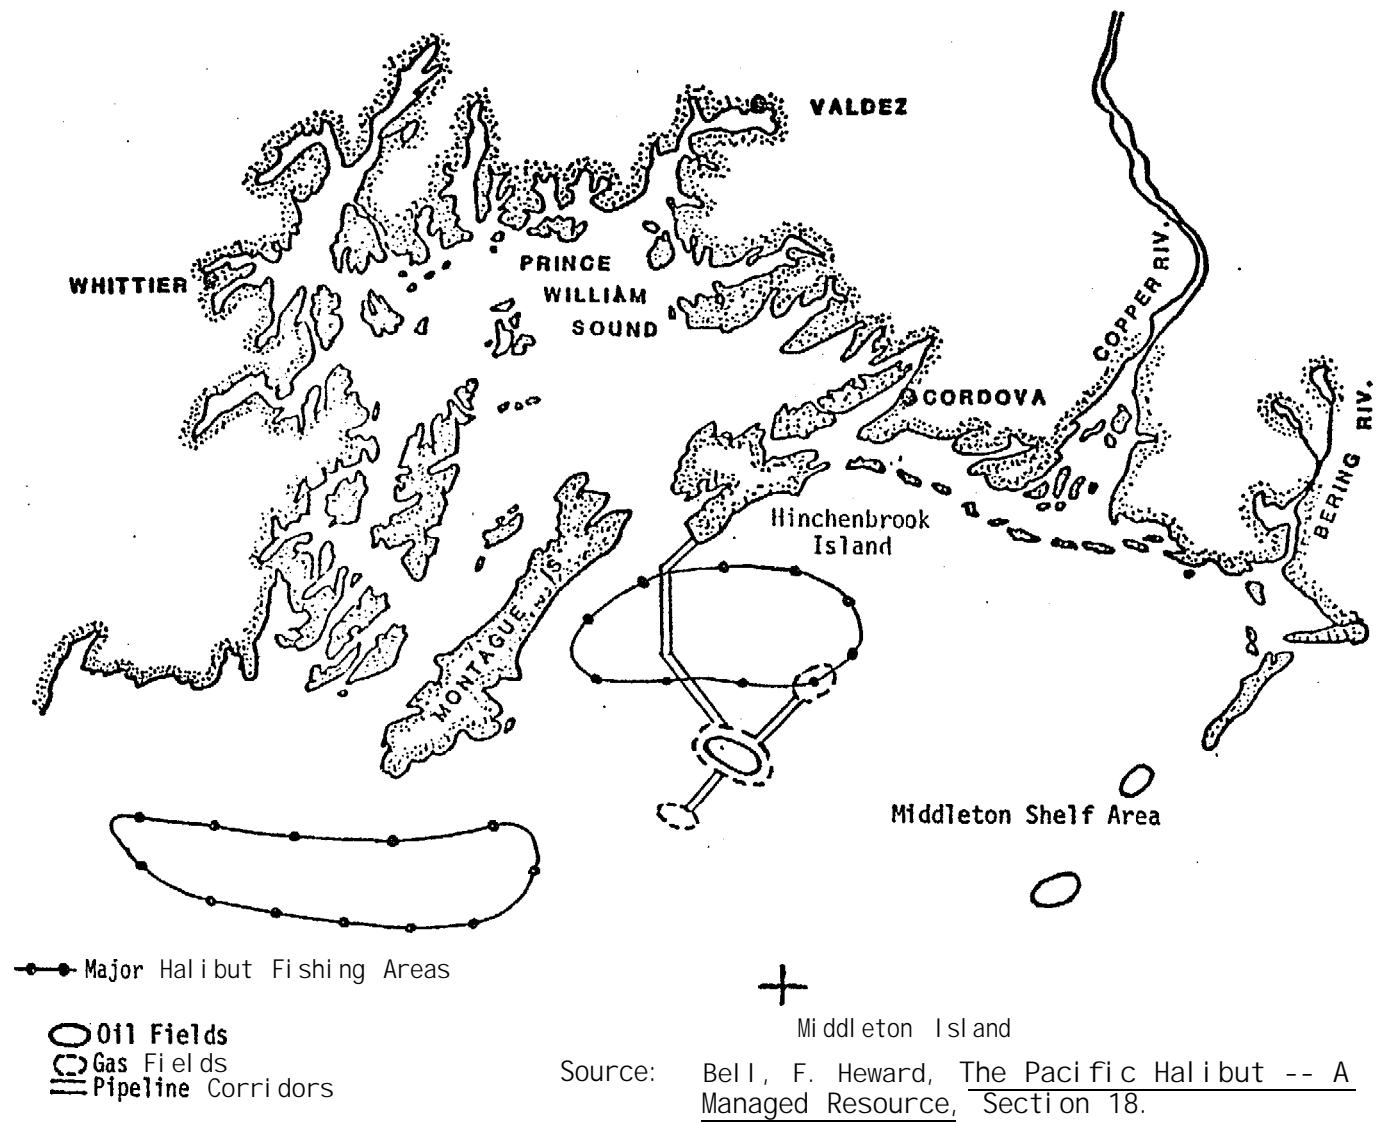 VALDEZ
COPPER RIV.
PRINCE
WILLIAM
SOUND
WHITTIER
CORDOVA
BERING RIV.
Hinchenbrook
Island
MONTAGUE IS
Middleton Shelf Area
Major Halibut Fishing Areas
Middleton Island
Oil Fields
Gas Fields
Pipeline Corridors
Source: Bell, F. Heward, The Pacific Halibut -- A
Managed Resource, Section 18.